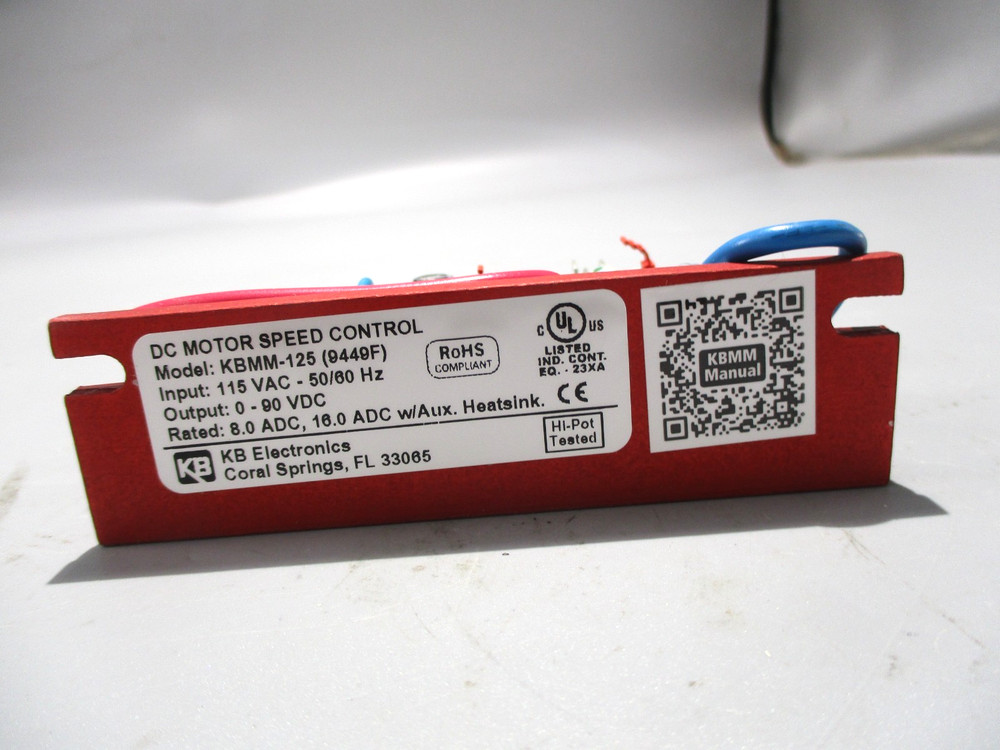 DC MOTOR SPEED CONTROL
Model: KBMM-125 (9449F)
Input: 115 VAC - 50/60 Hz
Output: 0 - 90 VDC
Rated: 8.0 ADC, 16.0 ADC w/Aux. Heatsink.
RoHS
COMPLIANT
C UL US
LISTED
IND. CONT.
EQ. - 23XA
CE
KB
KB Electronics
Coral Springs, FL 33065
Hi-Pot
Tested
KBMM
Manual